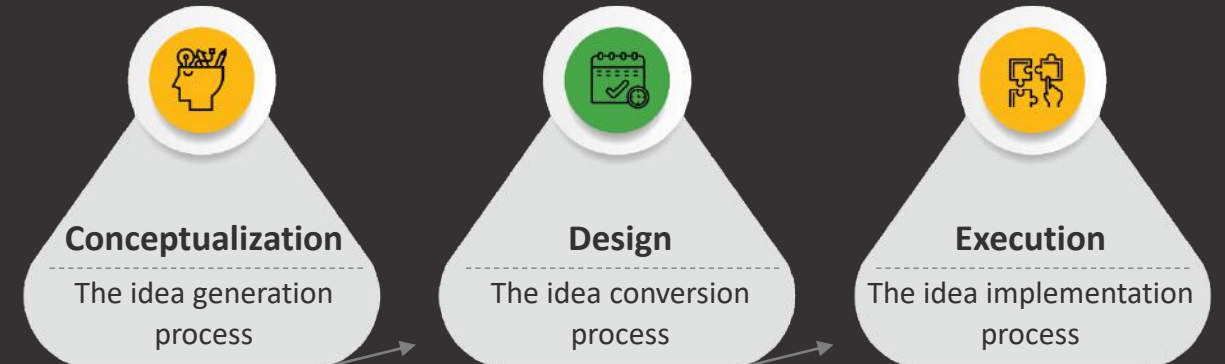 Conceptualization
The idea generation
process
Design
The idea conversion
process
Execution
The idea implementation
process